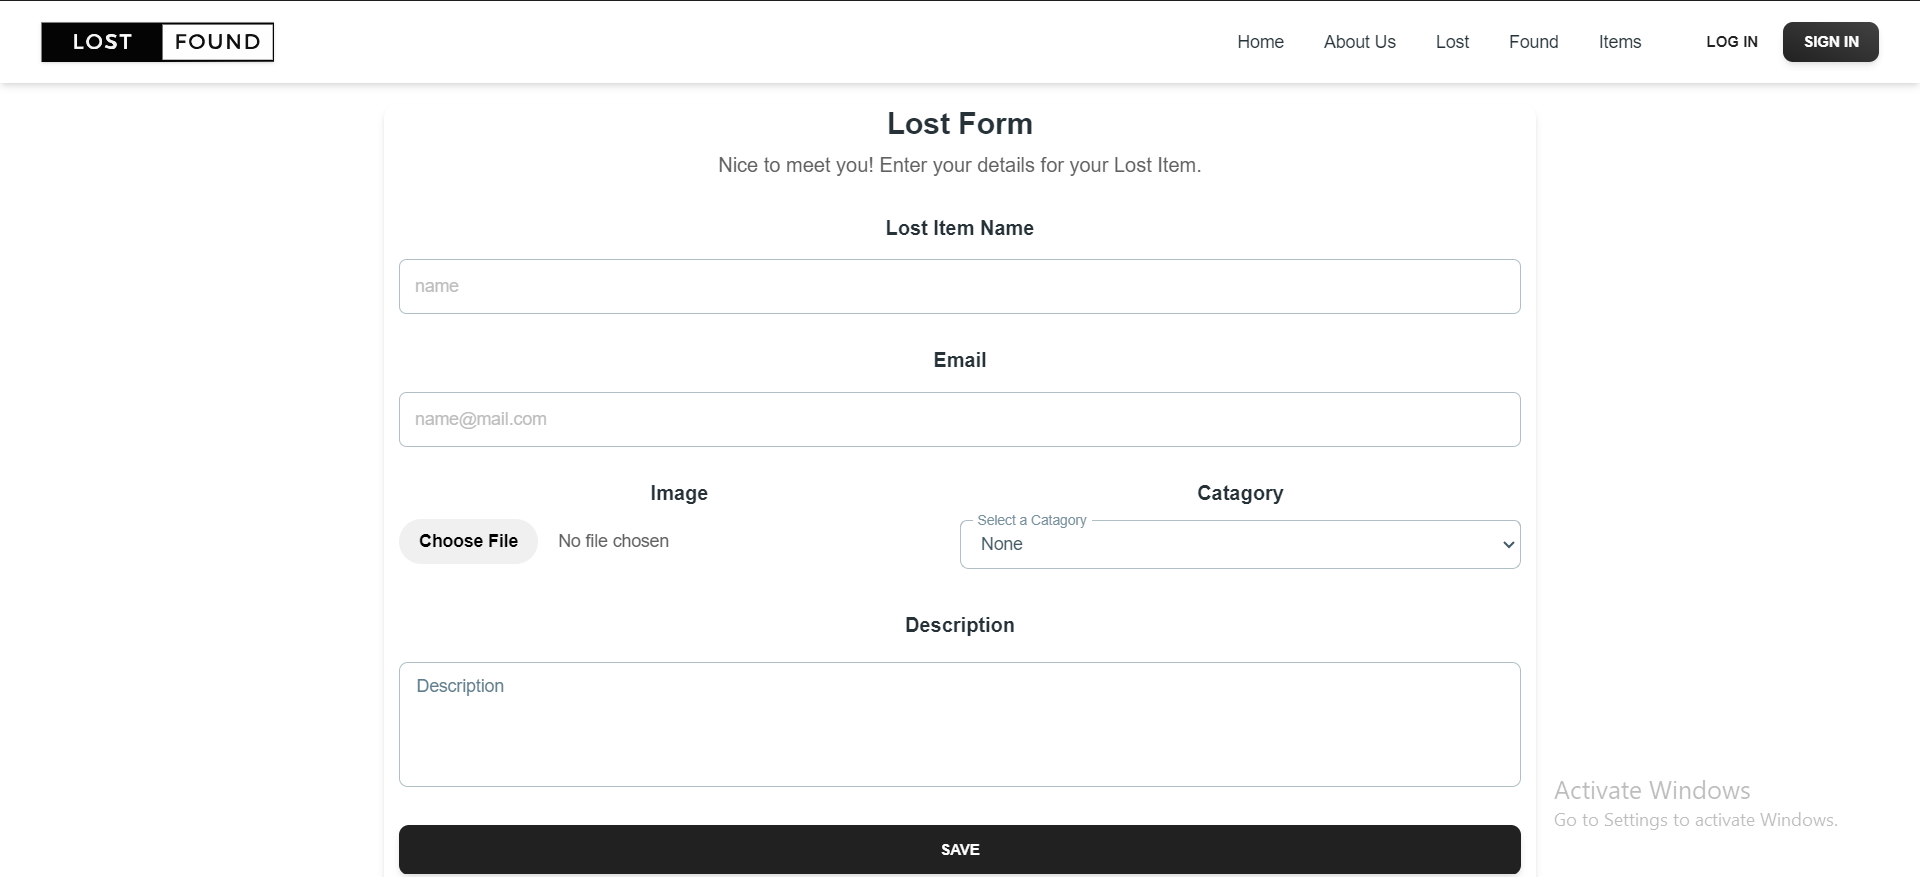 LOST FOUND Home About Us Lost Found Items LOG IN SIGN IN
Lost Form
Nice to meet you! Enter your details for your Lost Item.
Lost Item Name
name
Email
name@mail.com
Image Catagory
Select a Catagory
Choose File No file chosen None
Description
Description
Activate Windows
Go to Settings to activate Windows.
SAVE